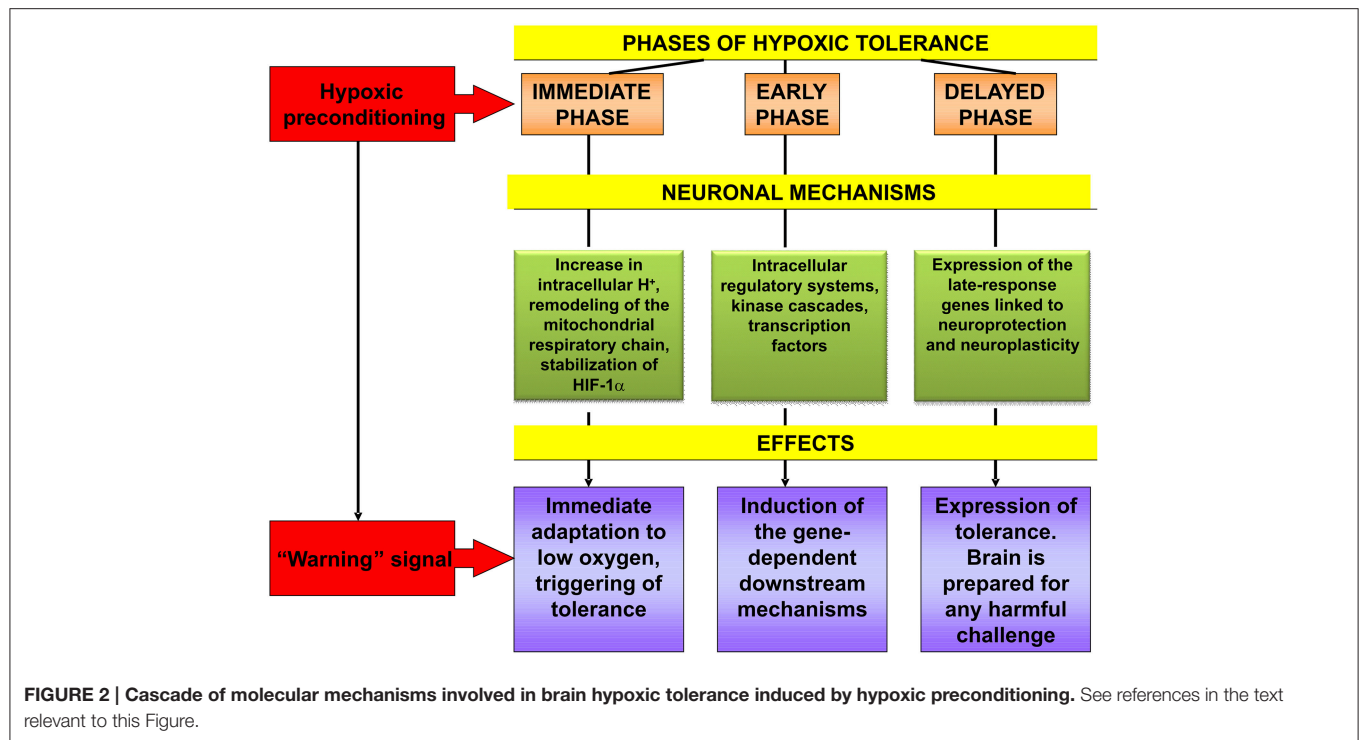 PHASES OF HYPOXIC TOLERANCE
Hypoxic
preconditioning
IMMEDIATE
PHASE
EARLY
PHASE
DELAYED
PHASE
NEURONAL MECHANISMS
Increase in
intracellular H⁺,
remodeling of the
mitochondrial
respiratory chain,
stabilization of
HIF-1α
Intracellular
regulatory systems,
kinase cascades,
transcription
factors
Expression of the
late-response
genes linked to
neuroprotection
and neuroplasticity
EFFECTS
“Warning” signal
Immediate
adaptation to
low oxygen,
triggering of
tolerance
Induction of
the gene-
dependent
downstream
mechanisms
Expression of
tolerance.
Brain is
prepared for
any harmful
challenge
FIGURE 2 | Cascade of molecular mechanisms involved in brain hypoxic tolerance induced by hypoxic preconditioning. See references in the text
relevant to this Figure.